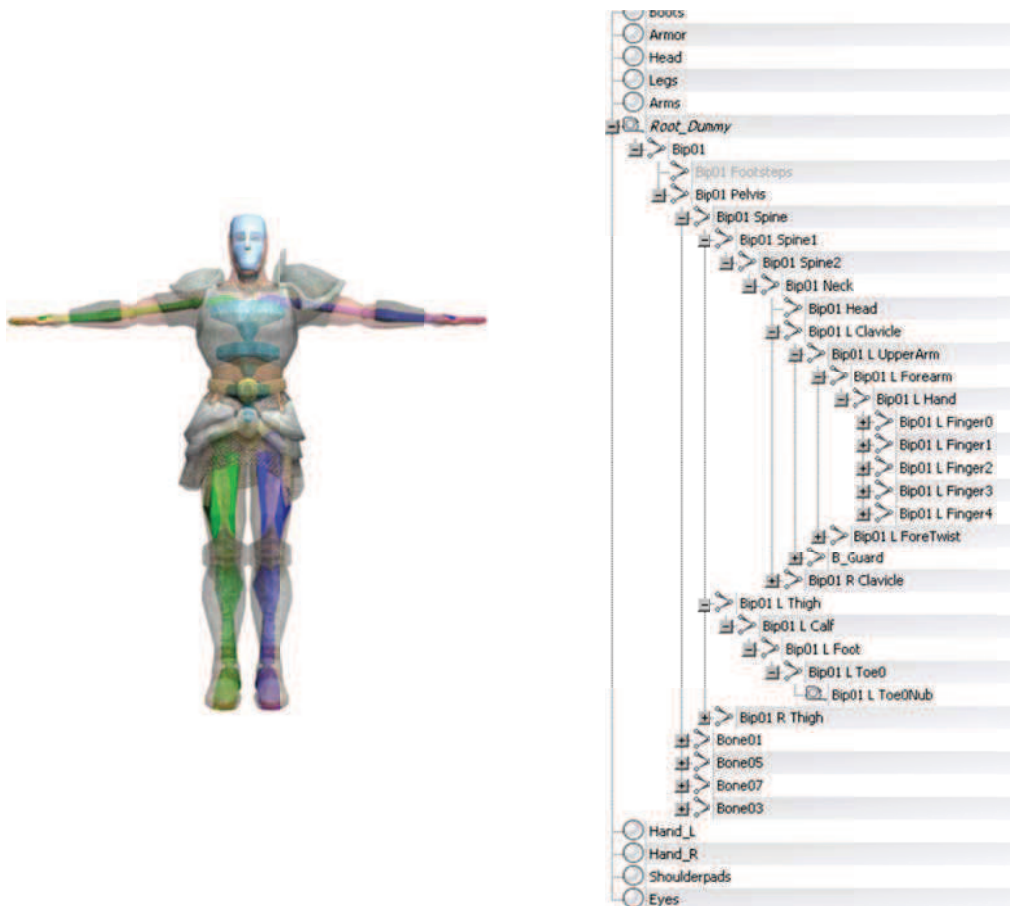 Boots
Armor
Head
Legs
Arms
Root_Dummy
Bip01
Bip01 Footsteps
Bip01 Pelvis
Bip01 Spine
Bip01 Spine1
Bip01 Spine2
Bip01 Neck
Bip01 Head
Bip01 L Clavicle
Bip01 L UpperArm
Bip01 L Forearm
Bip01 L Hand
Bip01 L Finger0
Bip01 L Finger1
Bip01 L Finger2
Bip01 L Finger3
Bip01 L Finger4
Bip01 L ForeTwist
B_Guard
Bip01 R Clavicle
Bip01 L Thigh
Bip01 L Calf
Bip01 L Foot
Bip01 L Toe0
Bip01 L Toe0Nub
Bip01 R Thigh
Bone01
Bone05
Bone07
Bone03
Hand_L
Hand_R
Shoulderpads
Eyes